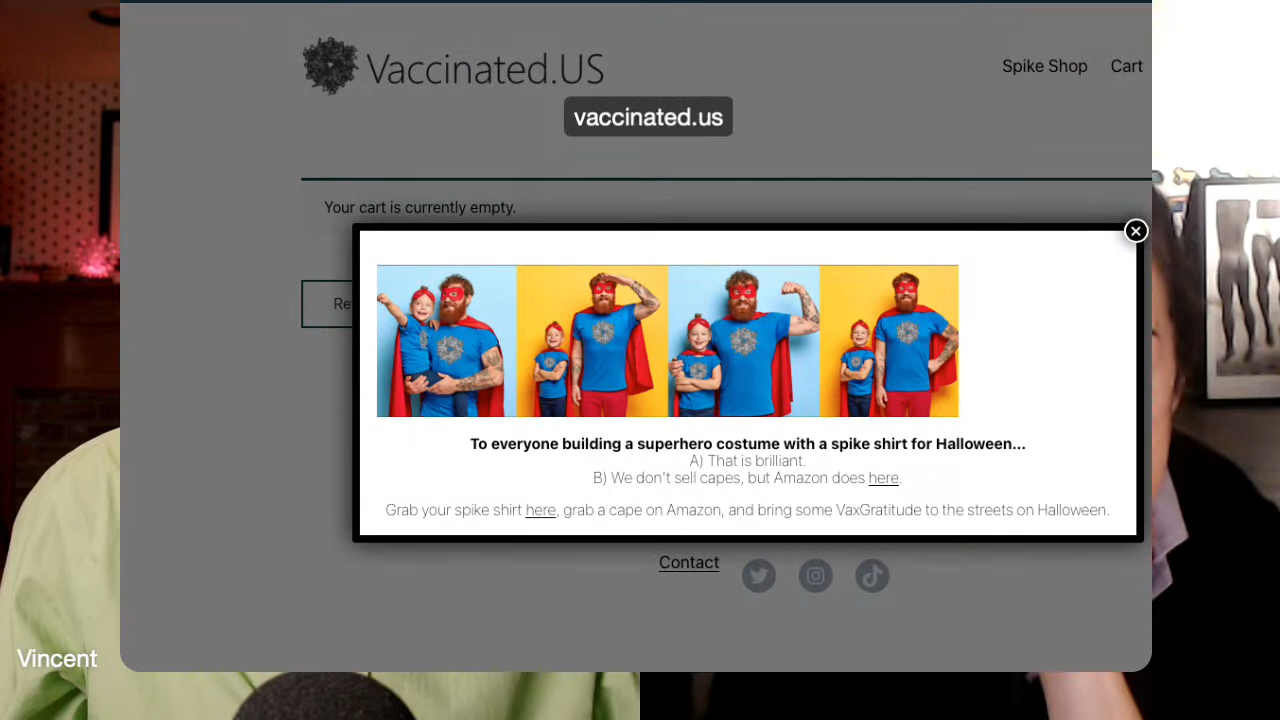 Vaccinated.US
Spike Shop
Cart
vaccinated.us
Your cart is currently empty.
Re
To everyone building a superhero costume with a spike shirt for Halloween...
A) That is brilliant.
B) We don't sell capes, but Amazon does here.
Grab your spike shirt here, grab a cape on Amazon, and bring some VaxGratitude to the streets on Halloween.
Contact
Vincent